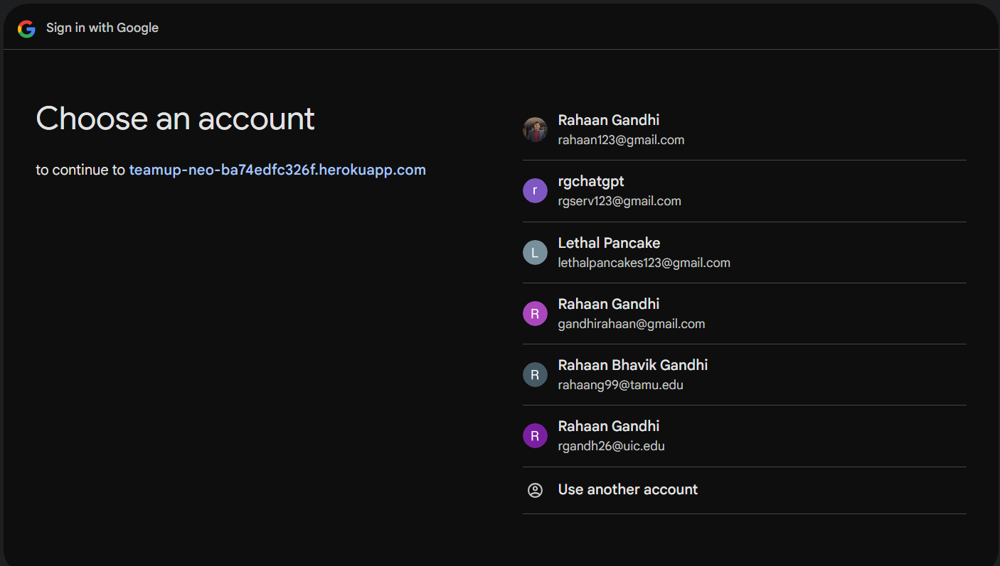 Sign in with Google
Choose an account
to continue to teamup-neo-ba74edfc326f.herokuapp.com
Rahaan Gandhi
rahaan123@gmail.com
r
rgchatgpt
rgserv123@gmail.com
L
Lethal Pancake
lethalpancakes123@gmail.com
R
Rahaan Gandhi
gandhirahaan@gmail.com
R
Rahaan Bhavik Gandhi
rahaang99@tamu.edu
R
Rahaan Gandhi
rgandh26@uic.edu
Use another account